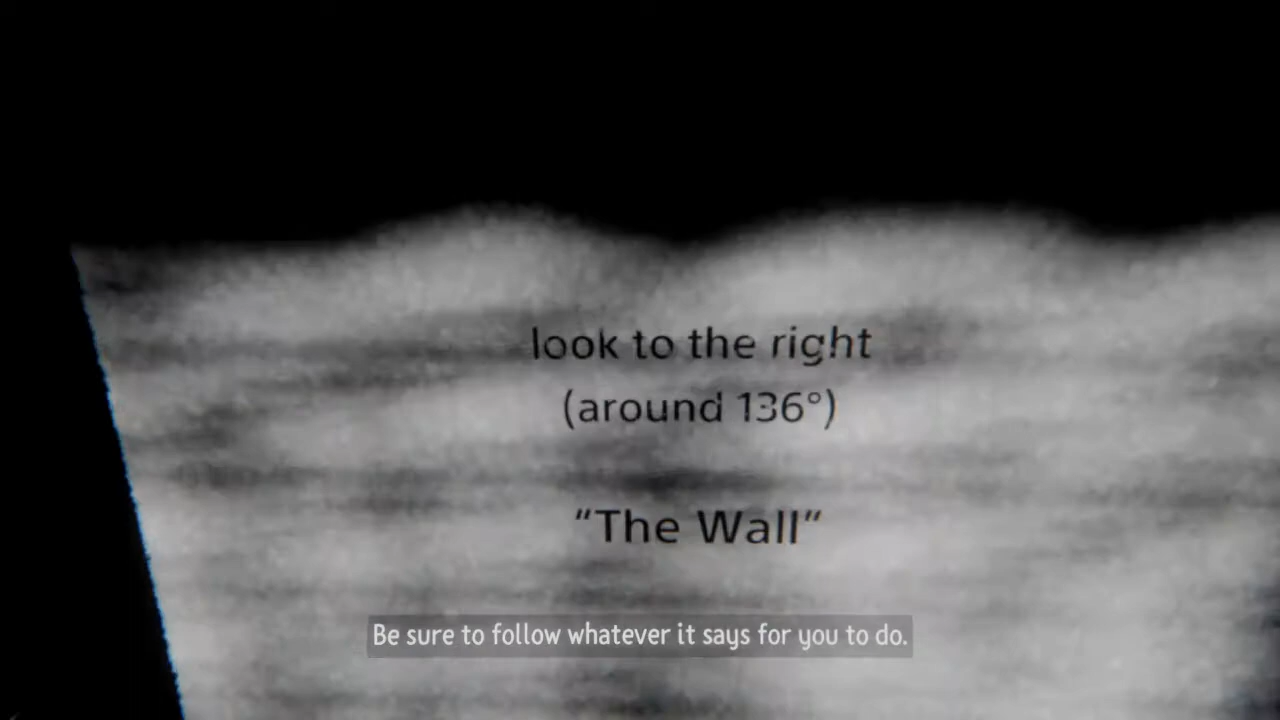 look to the right
(around 136°)
“The Wall”
Be sure to follow whatever it says for you to do.